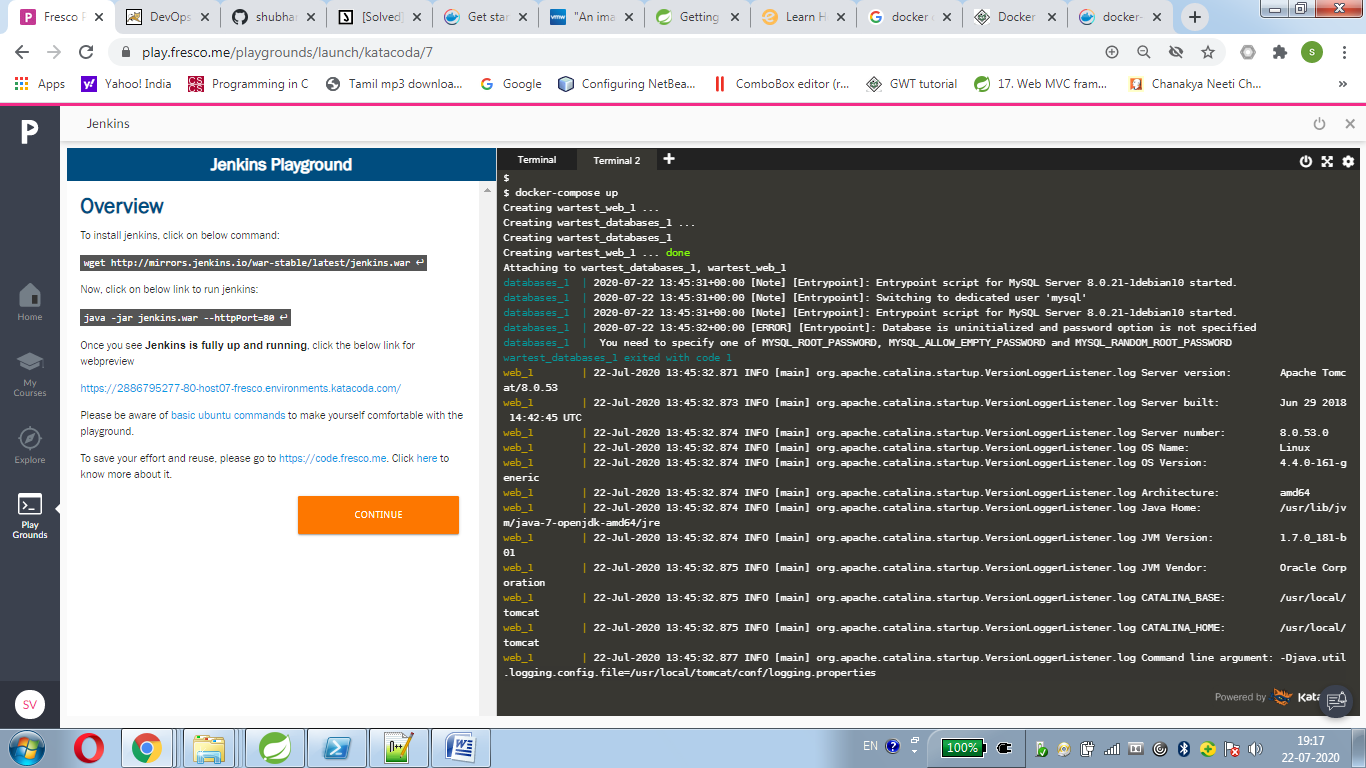 Fresco P
DevOps
shubhar
[Solved]
Get star
"An ima
Getting
Learn H
docker
Docker
docker-
play.fresco.me/playgrounds/launch/katacoda/7
S
Apps
Yahoo! India
Programming in C
Tamil mp3 downloa...
Google
Configuring NetBea...
ComboBox editor (r...
GWT tutorial
17. Web MVC fram...
Chanakya Neeti Ch...
»
Jenkins
Jenkins Playground
Overview
To install jenkins, click on below command:
wget http://mirrors.jenkins.io/war-stable/latest/jenkins.war ↩
Now, click on below link to run jenkins:
java -jar jenkins.war --httpPort=80 ↩
Once you see Jenkins is fully up and running, click the below link for
webpreview
https://2886795277-80-host07-fresco.environments.katacoda.com/
Please be aware of basic ubuntu commands to make yourself comfortable with the
playground.
To save your effort and reuse, please go to https://code.fresco.me. Click here to
know more about it.
CONTINUE
Home
My
Courses
Explore
Play
Grounds
SV
Terminal
Terminal 2
$
$ docker-compose up
Creating wartest_web_1 ...
Creating wartest_databases_1 ...
Creating wartest_databases_1
Creating wartest_web_1 ... done
Attaching to wartest_databases_1, wartest_web_1
databases_1 | 2020-07-22 13:45:31+00:00 [Note] [Entrypoint]: Entrypoint script for MySQL Server 8.0.21-1debian10 started.
databases_1 | 2020-07-22 13:45:31+00:00 [Note] [Entrypoint]: Switching to dedicated user 'mysql'
databases_1 | 2020-07-22 13:45:31+00:00 [Note] [Entrypoint]: Entrypoint script for MySQL Server 8.0.21-1debian10 started.
databases_1 | 2020-07-22 13:45:32+00:00 [ERROR] [Entrypoint]: Database is uninitialized and password option is not specified
databases_1 | You need to specify one of MYSQL_ROOT_PASSWORD, MYSQL_ALLOW_EMPTY_PASSWORD and MYSQL_RANDOM_ROOT_PASSWORD
wartest_databases_1 exited with code 1
web_1 | 22-Jul-2020 13:45:32.871 INFO [main] org.apache.catalina.startup.VersionLoggerListener.log Server version: Apache Tomc
at/8.0.53
web_1 | 22-Jul-2020 13:45:32.873 INFO [main] org.apache.catalina.startup.VersionLoggerListener.log Server built: Jun 29 2018
14:42:45 UTC
web_1 | 22-Jul-2020 13:45:32.874 INFO [main] org.apache.catalina.startup.VersionLoggerListener.log Server number: 8.0.53.0
web_1 | 22-Jul-2020 13:45:32.874 INFO [main] org.apache.catalina.startup.VersionLoggerListener.log OS Name: Linux
web_1 | 22-Jul-2020 13:45:32.874 INFO [main] org.apache.catalina.startup.VersionLoggerListener.log OS Version: 4.4.0-161-g
eneric
web_1 | 22-Jul-2020 13:45:32.874 INFO [main] org.apache.catalina.startup.VersionLoggerListener.log Architecture: amd64
web_1 | 22-Jul-2020 13:45:32.874 INFO [main] org.apache.catalina.startup.VersionLoggerListener.log Java Home: /usr/lib/jv
m/java-7-openjdk-amd64/jre
web_1 | 22-Jul-2020 13:45:32.874 INFO [main] org.apache.catalina.startup.VersionLoggerListener.log JVM Version: 1.7.0_181-b
01
web_1 | 22-Jul-2020 13:45:32.875 INFO [main] org.apache.catalina.startup.VersionLoggerListener.log JVM Vendor: Oracle Corp
oration
web_1 | 22-Jul-2020 13:45:32.875 INFO [main] org.apache.catalina.startup.VersionLoggerListener.log CATALINA_BASE: /usr/local/
tomcat
web_1 | 22-Jul-2020 13:45:32.875 INFO [main] org.apache.catalina.startup.VersionLoggerListener.log CATALINA_HOME: /usr/local/
tomcat
web_1 | 22-Jul-2020 13:45:32.877 INFO [main] org.apache.catalina.startup.VersionLoggerListener.log Command line argument: -Djava.util
.logging.config.file=/usr/local/tomcat/conf/logging.properties
Powered by Kata
EN
100%
19:17
22-07-2020